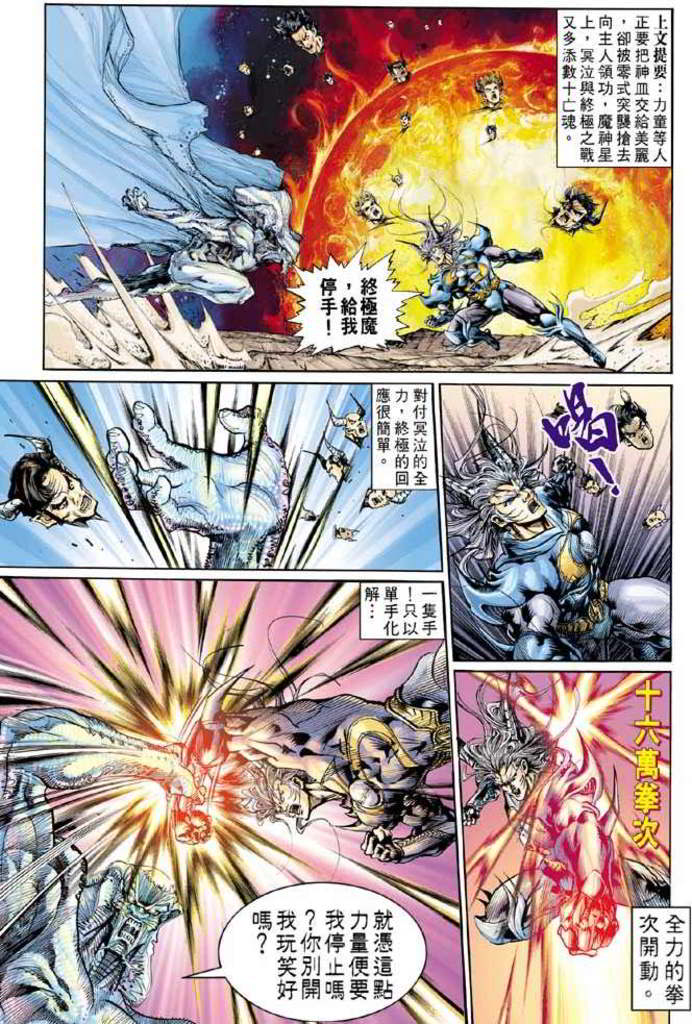 上文提要：力童等人
正要把神血交給美麗
，卻被零式突襲搶去
向主人領功，魔神星
上，冥泣與終極之戰
又多添數十亡魂。
終極魔
，給我
停手！
喝！
對付冥泣的全
力，終極的回
應很簡單。
十六萬拳次
全力的拳
次開動。
一隻手
！只以
單手化
解…
就憑這點
力量便要
我停止嗎
？你別開
我玩笑好
嗎？